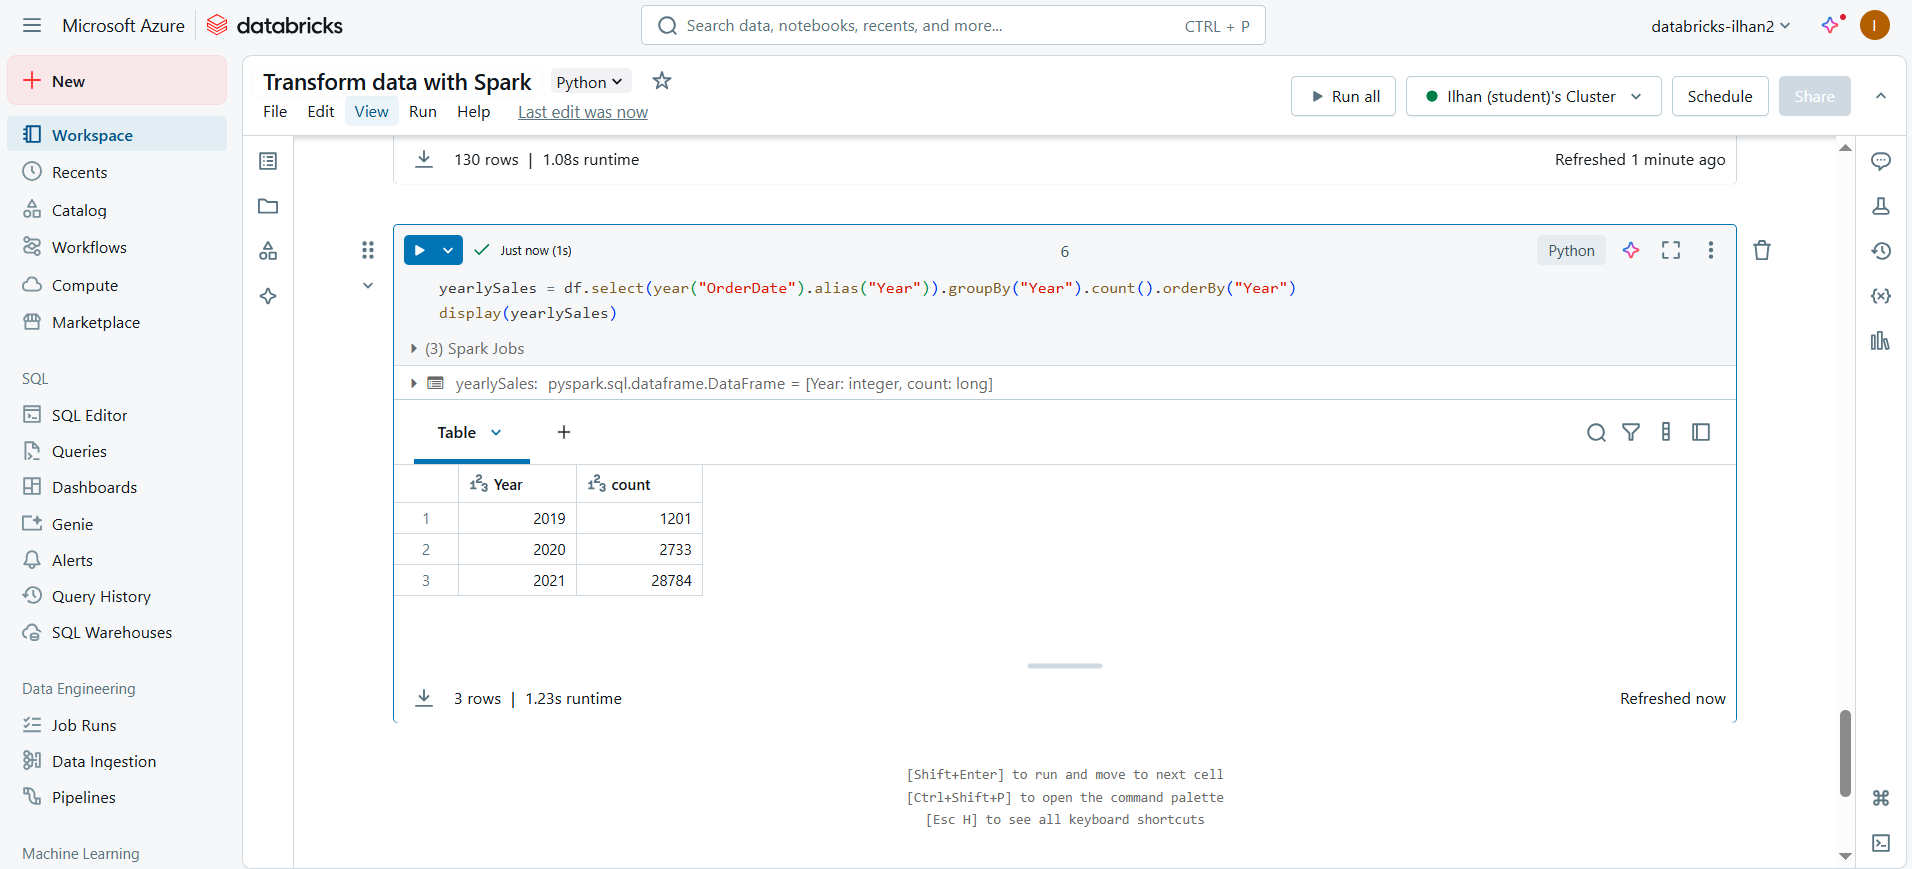 Microsoft Azure
databricks
Search data, notebooks, recents, and more...
CTRL + P
databricks-ilhan2
I
New
Workspace
Recents
Catalog
Workflows
Compute
Marketplace
SQL
SQL Editor
Queries
Dashboards
Genie
Alerts
Query History
SQL Warehouses
Data Engineering
Job Runs
Data Ingestion
Pipelines
Machine Learning
Transform data with Spark
Python
File Edit View Run Help Last edit was now
Run all
Ilhan (student)'s Cluster
Schedule
Share
130 rows | 1.08s runtime
Refreshed 1 minute ago
Just now (1s)
6
Python
yearlySales = df.select(year("OrderDate").alias("Year")).groupBy("Year").count().orderBy("Year")
display(yearlySales)
(3) Spark Jobs
yearlySales: pyspark.sql.dataframe.DataFrame = [Year: integer, count: long]
Table
Year count
1 2019 1201
2 2020 2733
3 2021 28784
3 rows | 1.23s runtime
Refreshed now
[Shift+Enter] to run and move to next cell
[Ctrl+Shift+P] to open the command palette
[Esc H] to see all keyboard shortcuts